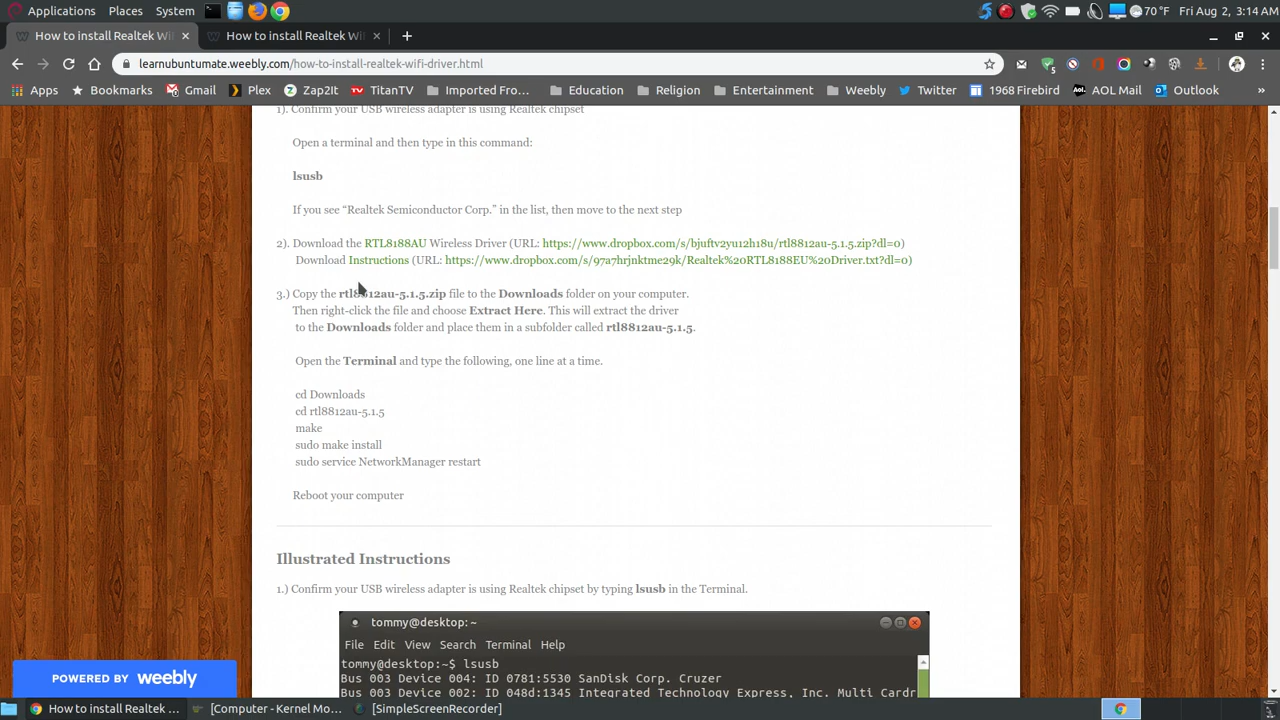 Applications Places System
70 °F Fri Aug 2, 3:14 AM
How to install Realtek Wi
How to install Realtek Wi
learnubuntumate.weebly.com/how-to-install-realtek-wifi-driver.html
Apps Bookmarks Gmail Plex Zap2It TitanTV Imported Fro... Education Religion Entertainment Weebly Twitter 1968 Firebird AOL Mail Outlook »
1). Confirm your USB wireless adapter is using Realtek chipset
Open a terminal and then type in this command:
lsusb
If you see “Realtek Semiconductor Corp.” in the list, then move to the next step
2). Download the RTL8188AU Wireless Driver (URL: https://www.dropbox.com/s/bjuftv2yu12h18u/rtl8812au-5.1.5.zip?dl=0)
Download Instructions (URL: https://www.dropbox.com/s/97a7hrjnktme29k/Realtek%20RTL8188EU%20Driver.txt?dl=0)
3.) Copy the rtl8812au-5.1.5.zip file to the Downloads folder on your computer.
Then right-click the file and choose Extract Here. This will extract the driver
to the Downloads folder and place them in a subfolder called rtl8812au-5.1.5.
Open the Terminal and type the following, one line at a time.
cd Downloads
cd rtl8812au-5.1.5
make
sudo make install
sudo service NetworkManager restart
Reboot your computer
Illustrated Instructions
1.) Confirm your USB wireless adapter is using Realtek chipset by typing lsusb in the Terminal.
tommy@desktop: ~
File Edit View Search Terminal Help
tommy@desktop:~$ lsusb
Bus 003 Device 004: ID 0781:5530 SanDisk Corp. Cruzer
Bus 003 Device 002: ID 048d:1345 Integrated Technology Express, Inc. Multi Cardr
POWERED BY weebly
How to install Realtek ... [Computer - Kernel Mo... [SimpleScreenRecorder]